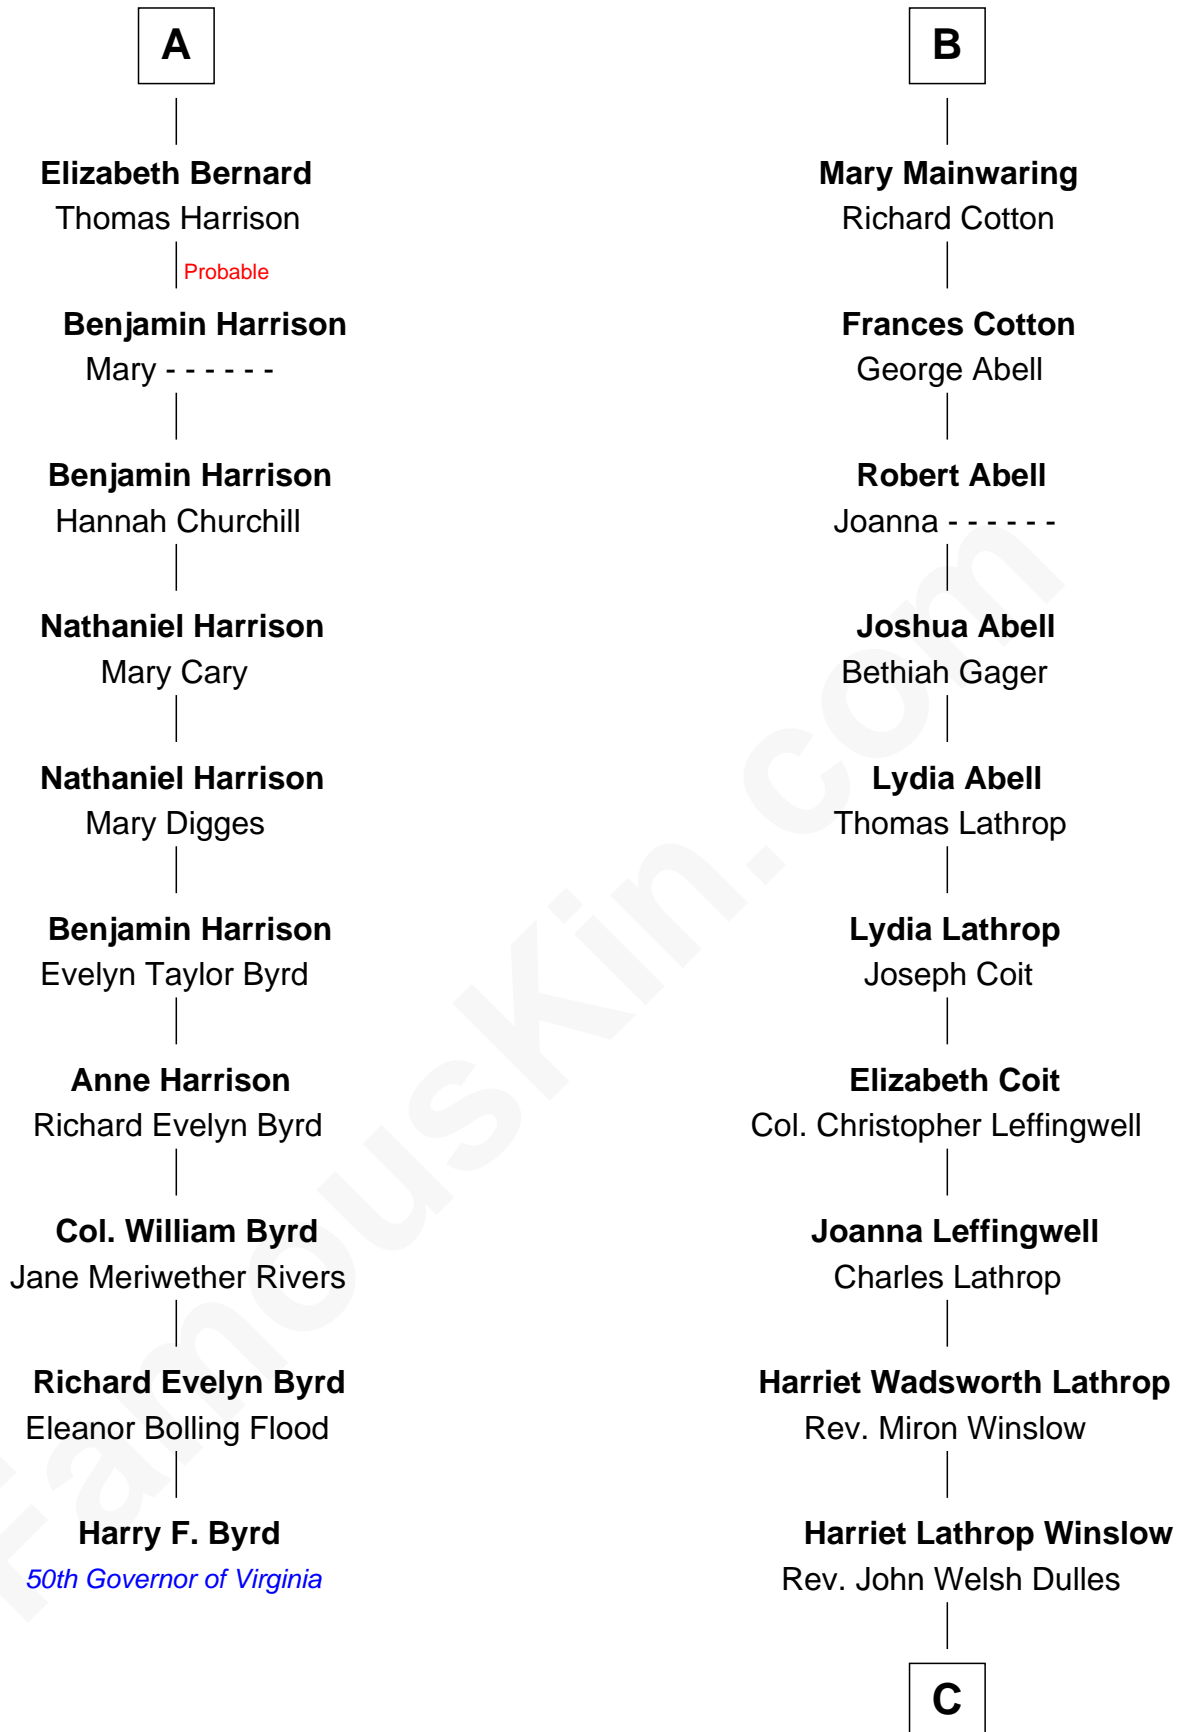 A
Elizabeth Bernard
Thomas Harrison
Probable
Benjamin Harrison
Mary - - - - - -
Benjamin Harrison
Hannah Churchill
Nathaniel Harrison
Mary Cary
Nathaniel Harrison
Mary Digges
Benjamin Harrison
Evelyn Taylor Byrd
Anne Harrison
Richard Evelyn Byrd
Col. William Byrd
Jane Meriwether Rivers
Richard Evelyn Byrd
Eleanor Bolling Flood
Harry F. Byrd
50th Governor of Virginia
B
Mary Mainwaring
Richard Cotton
Frances Cotton
George Abell
Robert Abell
Joanna - - - - - -
Joshua Abell
Bethiah Gager
Lydia Abell
Thomas Lathrop
Lydia Lathrop
Joseph Coit
Elizabeth Coit
Col. Christopher Leffingwell
Joanna Leffingwell
Charles Lathrop
Harriet Wadsworth Lathrop
Rev. Miron Winslow
Harriet Lathrop Winslow
Rev. John Welsh Dulles
C
FamousKin.com